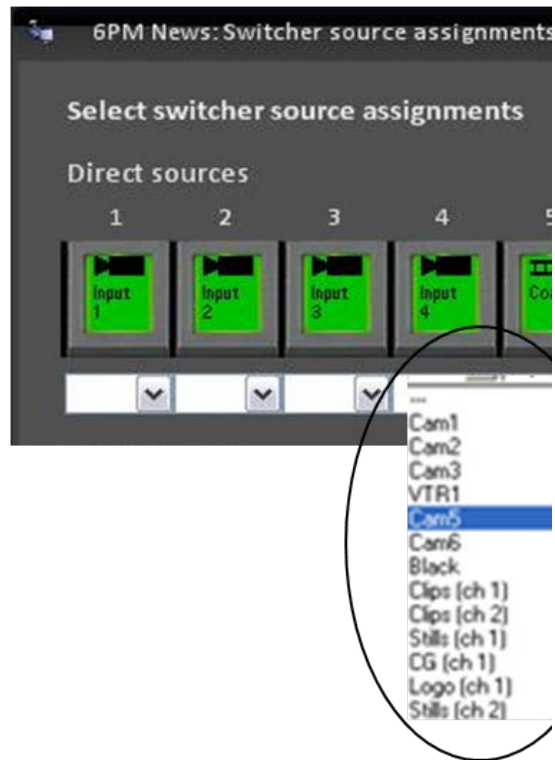 6PM News: Switcher source assignments
Select switcher source assignments
Direct sources
1 2 3 4 5
Input 1
Input 2
Input 3
Input 4
...
Cam1
Cam2
Cam3
VTR1
Cam5
Cam6
Black
Clips (ch 1)
Clips (ch 2)
Stills (ch 1)
CG (ch 1)
Logo (ch 1)
Stills (ch 2)